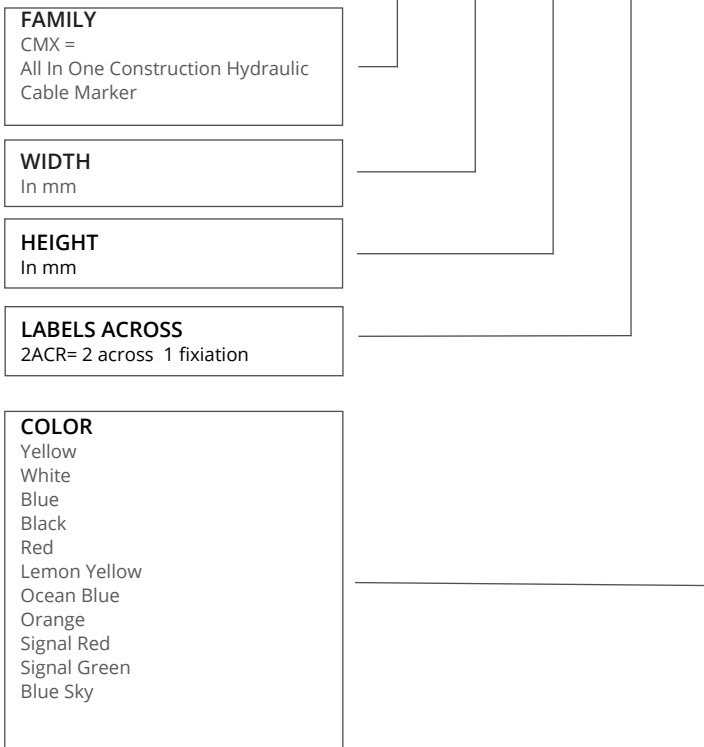 FAMILY
CMX =
All In One Construction Hydraulic
Cable Marker
WIDTH
In mm
HEIGHT
In mm
LABELS ACROSS
2ACR= 2 across 1 fixiation
COLOR
Yellow
White
Blue
Black
Red
Lemon Yellow
Ocean Blue
Orange
Signal Red
Signal Green
Blue Sky